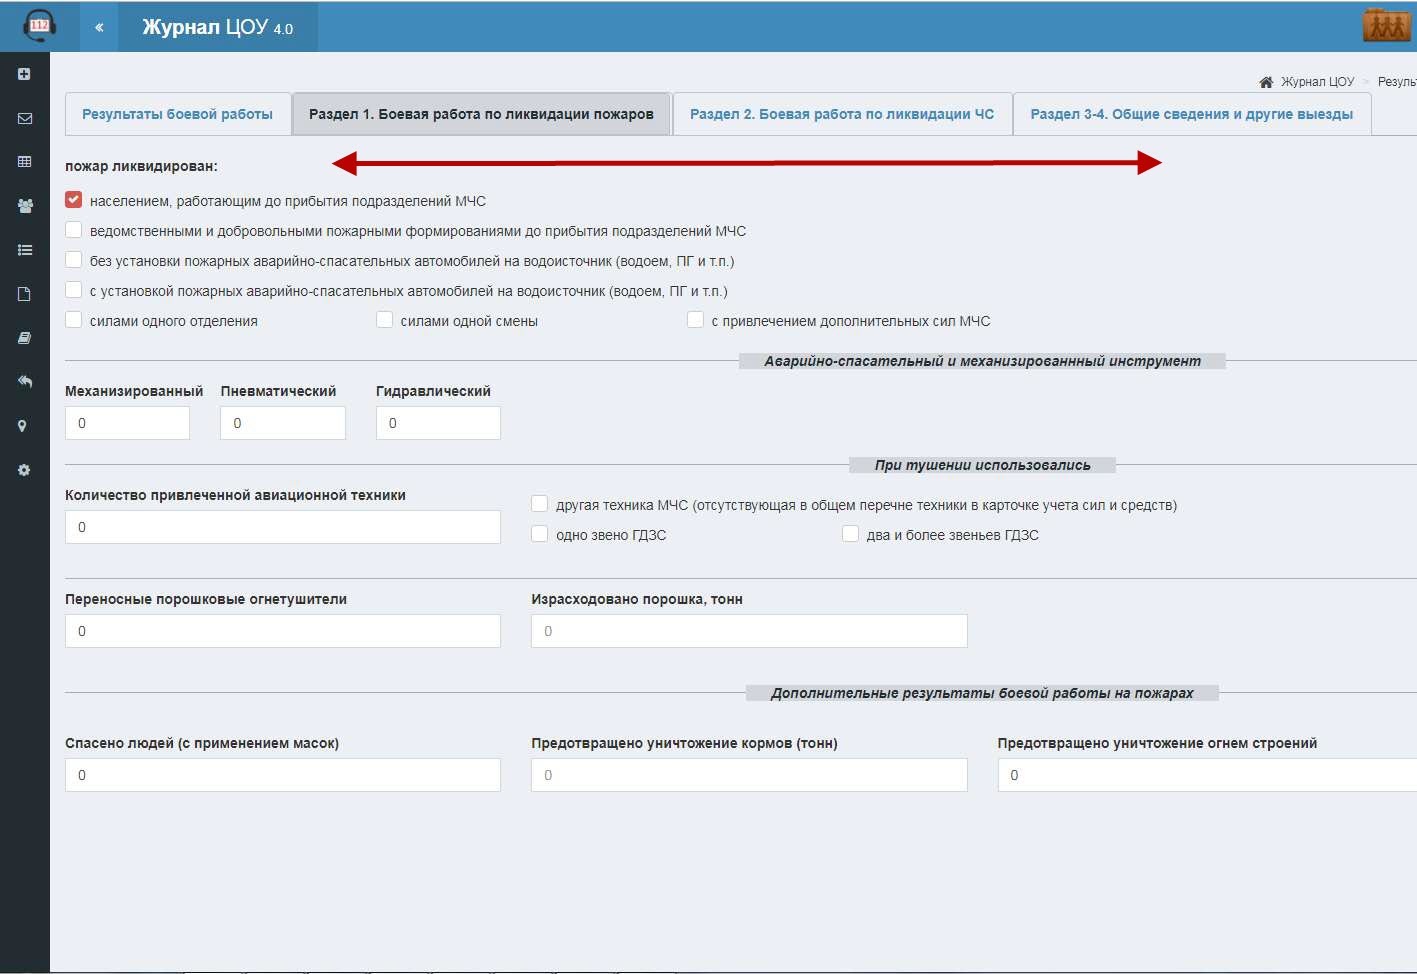 112
«
Журнал ЦОУ 4.0
Журнал ЦОУ > Резуль
Результаты боевой работы
Раздел 1. Боевая работа по ликвидации пожаров
Раздел 2. Боевая работа по ликвидации ЧС
Раздел 3-4. Общие сведения и другие выезды
пожар ликвидирован:
населением, работающим до прибытия подразделений МЧС
ведомственными и добровольными пожарными формированиями до прибытия подразделений МЧС
без установки пожарных аварийно-спасательных автомобилей на водоисточник (водоем, ПГ и т.п.)
с установкой пожарных аварийно-спасательных автомобилей на водоисточник (водоем, ПГ и т.п.)
силами одного отделения
силами одной смены
с привлечением дополнительных сил МЧС
Аварийно-спасательный и механизированнный инструмент
Механизированный Пневматический Гидравлический
0 0 0
При тушении использовались
Количество привлеченной авиационной техники
0
другая техника МЧС (отсутствующая в общем перечне техники в карточке учета сил и средств)
одно звено ГДЗС
два и более звеньев ГДЗС
Переносные порошковые огнетушители
Израсходовано порошка, тонн
0 0
Дополнительные результаты боевой работы на пожарах
Спасено людей (с применением масок)
Предотвращено уничтожение кормов (тонн)
Предотвращено уничтожение огнем строений
0 0 0